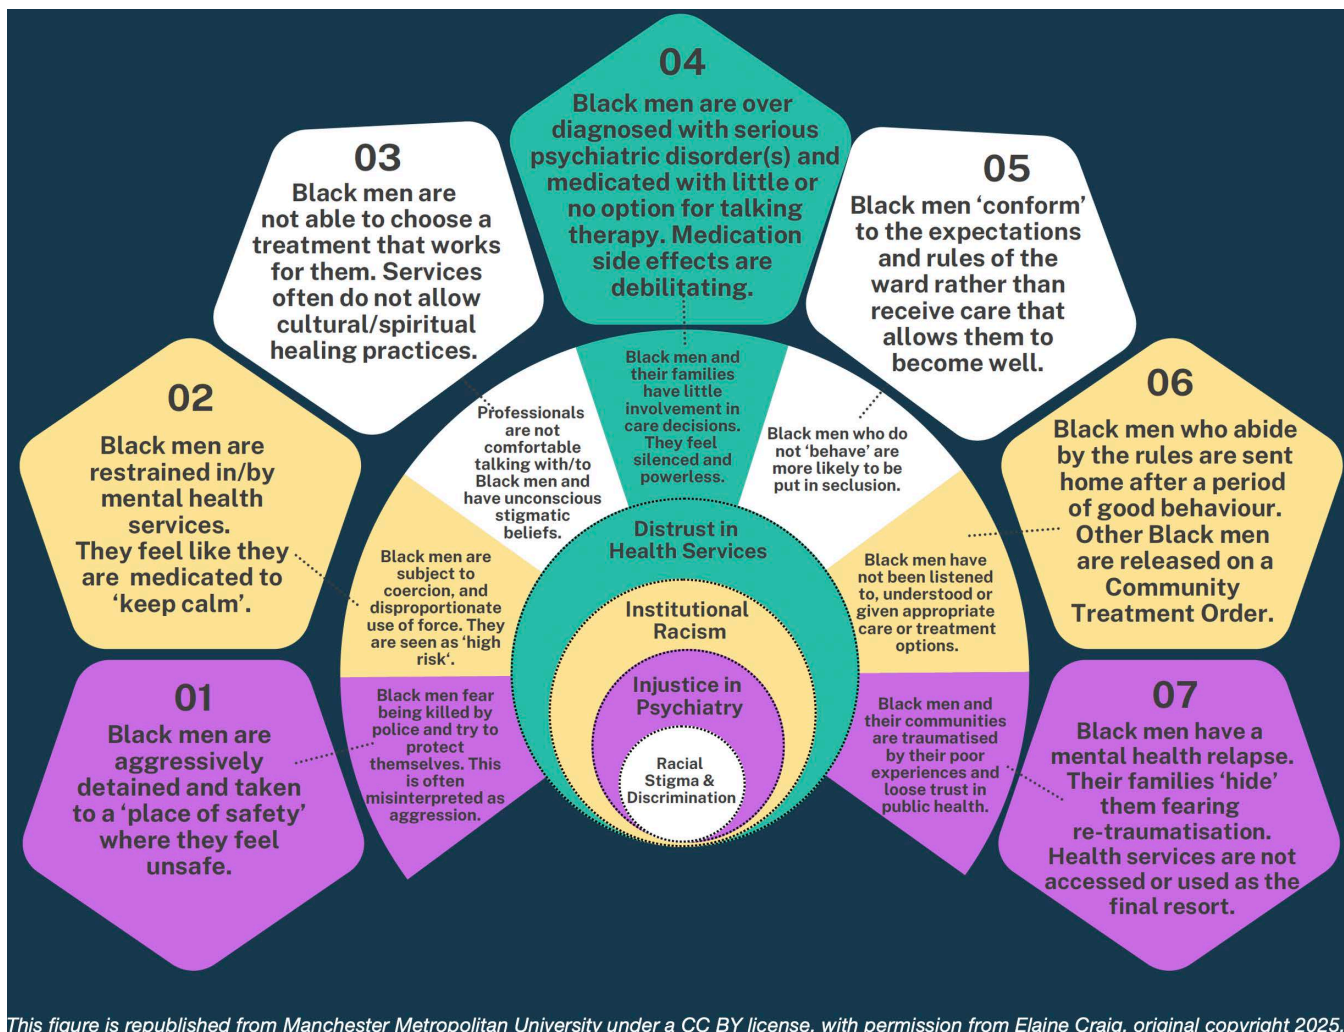 01
Black men are
aggressively
detained and taken
to a ‘place of safety’
where they feel
unsafe.
Black men fear
being killed by
police and try to
protect
themselves. This
is often
misinterpreted as
aggression.
02
Black men are
restrained in/by
mental health
services.
They feel like they
are medicated to
‘keep calm’.
Black men are
subject to
coercion, and
disproportionate
use of force. They
are seen as ‘high
risk‘.
03
Black men are
not able to choose a
treatment that works
for them. Services
often do not allow
cultural/spiritual
healing practices.
Professionals
are not
comfortable
talking with/to
Black men and
have unconscious
stigmatic
beliefs.
04
Black men are over
diagnosed with serious
psychiatric disorder(s) and
medicated with little or
no option for talking
therapy. Medication
side effects are
debilitating.
Black men and
their families
have little
involvement in
care decisions.
They feel
silenced and
powerless.
05
Black men ‘conform’
to the expectations
and rules of the
ward rather than
receive care that
allows them to
become well.
Black men who do
not ‘behave’ are
more likely to be
put in seclusion.
06
Black men who abide
by the rules are sent
home after a period
of good behaviour.
Other Black men
are released on a
Community
Treatment Order.
Black men have
not been listened
to, understood or
given appropriate
care or treatment
options.
07
Black men have a
mental health relapse.
Their families ‘hide’
them fearing
re-traumatisation.
Health services are not
accessed or used as the
final resort.
Black men and
their communities
are traumatised
by their poor
experiences and
loose trust in
public health.
Distrust in
Health Services
Institutional
Racism
Injustice in
Psychiatry
Racial
Stigma &
Discrimination
This figure is republished from Manchester Metropolitan University under a CC BY license, with permission from Elaine Craig, original copyright 2025.